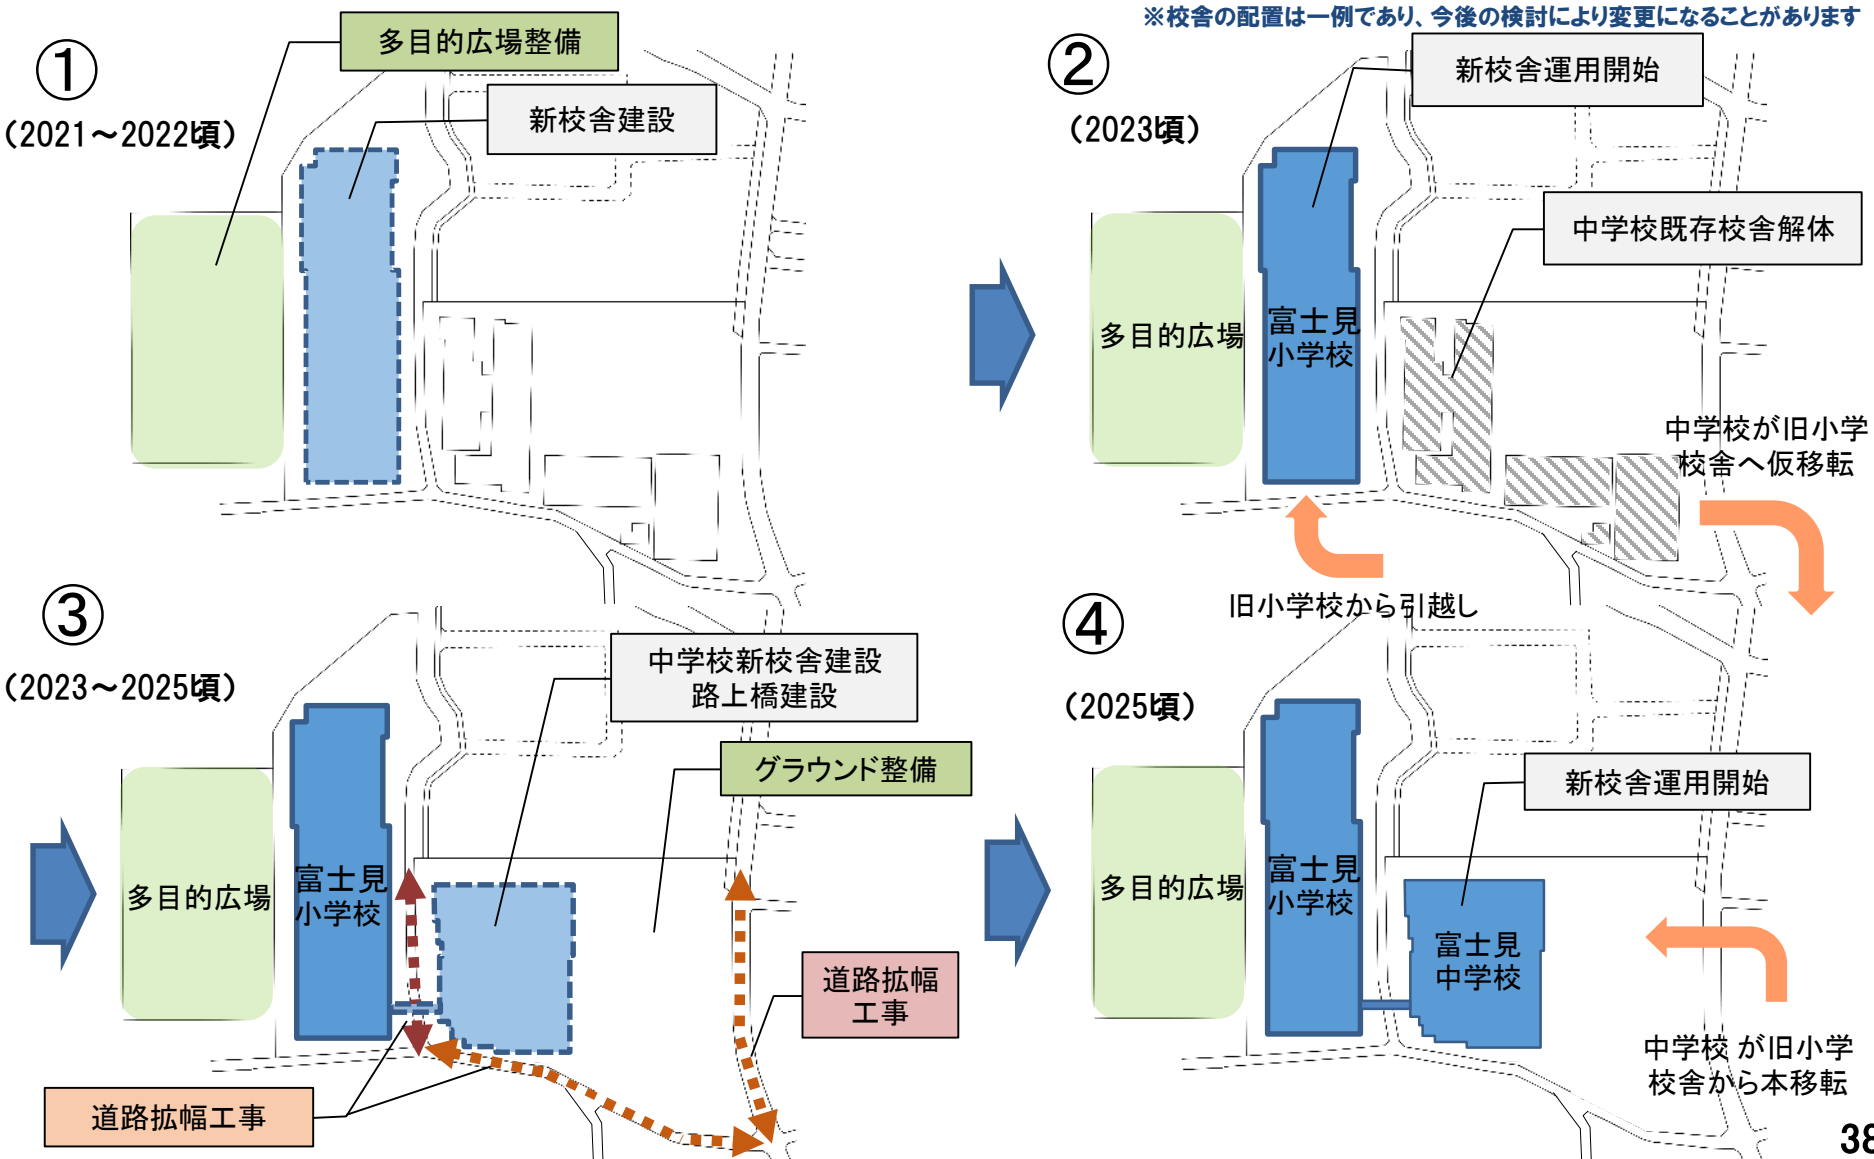 ※校舎の配置は一例であり、今後の検討により変更になることがあります
①
（2021～2022頃）
多目的広場整備
新校舎建設
②
（2023頃）
新校舎運用開始
中学校既存校舎解体
多目的広場
富士見
小学校
中学校が旧小学
校舎へ仮移転
旧小学校から引越し
③
（2023～2025頃）
中学校新校舎建設
路上橋建設
グラウンド整備
多目的広場
富士見
小学校
道路拡幅
工事
道路拡幅工事
④
（2025頃）
新校舎運用開始
多目的広場
富士見
小学校
富士見
中学校
中学校 が旧小学
校舎から本移転
38